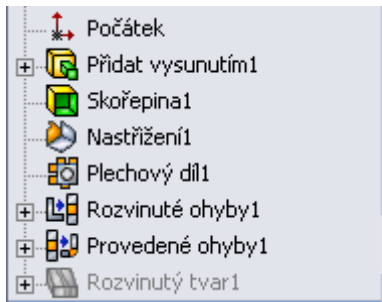 Počátek
Přidat vysunutím1
Skořepina1
Nastřižení1
Plechový díl1
Rozvinuté ohyby1
Provedené ohyby1
Rozvinutý tvar1